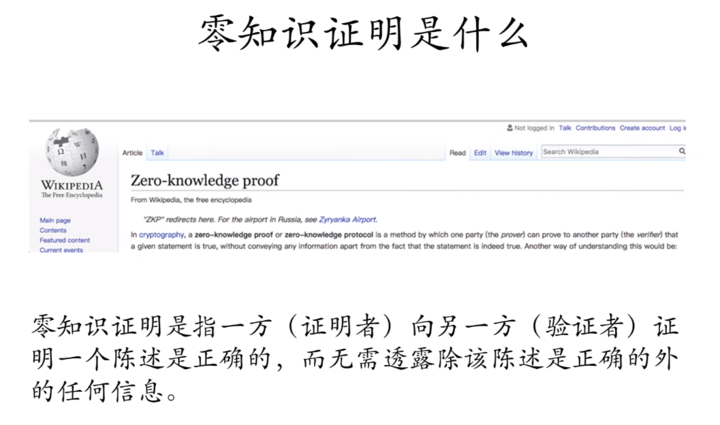 零知识证明是什么
Not logged in Talk Contributions Create account Log i
Article Talk
Read Edit View history Search Wikipedia
WIKIPEDIA
The Free Encyclopedia
Main page
Contents
Featured content
Current events
Zero-knowledge proof
From Wikipedia, the free encyclopedia
"ZKP" redirects here. For the airport in Russia, see Zyryanka Airport.
In cryptography, a zero-knowledge proof or zero-knowledge protocol is a method by which one party (the prover) can prove to another party (the verifier) that
a given statement is true, without conveying any information apart from the fact that the statement is indeed true. Another way of understanding this would be:
零知识证明是指一方（证明者）向另一方（验证者）证
明一个陈述是正确的，而无需透露除该陈述是正确的外
的任何信息。